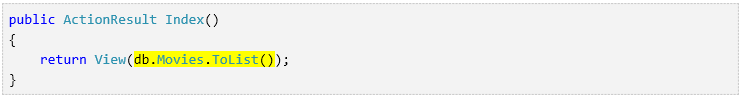 public ActionResult Index()
{
    return View(db.Movies.ToList());
}